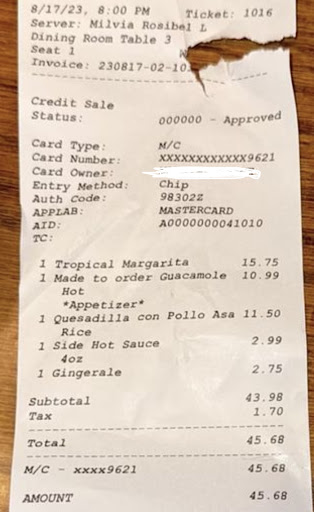 8/17/23, 8:00 PM Ticket: 1016
Server: Milvia Rosibel L
Dining Room Table 3
Seat 1
Invoice: 230817-02-10
Credit Sale
Status: 000000 - Approved
Card Type: M/C
Card Number: XXXXXXXXXXXX9621
Card Owner:
Entry Method: Chip
Auth Code: 98302Z
APPLAB: MASTERCARD
AID: A0000000041010
TC:
1 Tropical Margarita 15.75
1 Made to order Guacamole 10.99
Hot
*Appetizer*
1 Quesadilla con Pollo Asa 11.50
Rice
1 Side Hot Sauce 2.99
4oz
1 Gingerale 2.75
Subtotal 43.98
Tax 1.70
Total 45.68
M/C - xxxx9621 45.68
AMOUNT 45.68